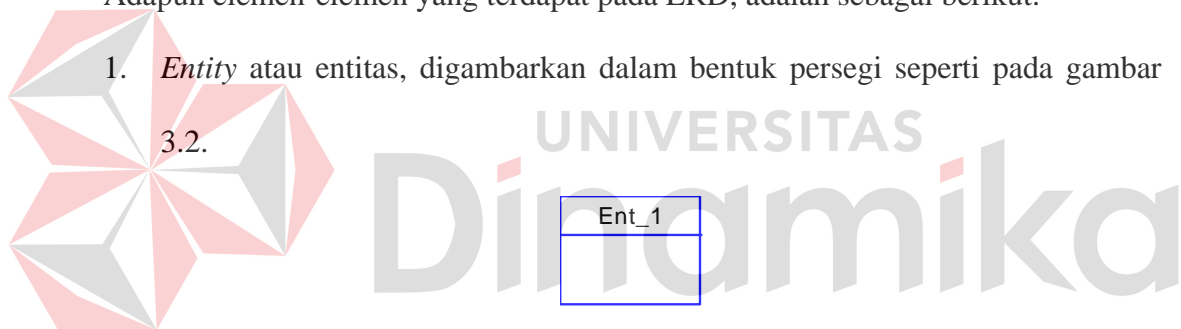 Adapun elemen-elemen yang terdapat pada ERD, adalah sebagai berikut:
1. Entity atau entitas, digambarkan dalam bentuk persegi seperti pada gambar
3.2.
UNIVERSITAS
Dinamika
Ent_1